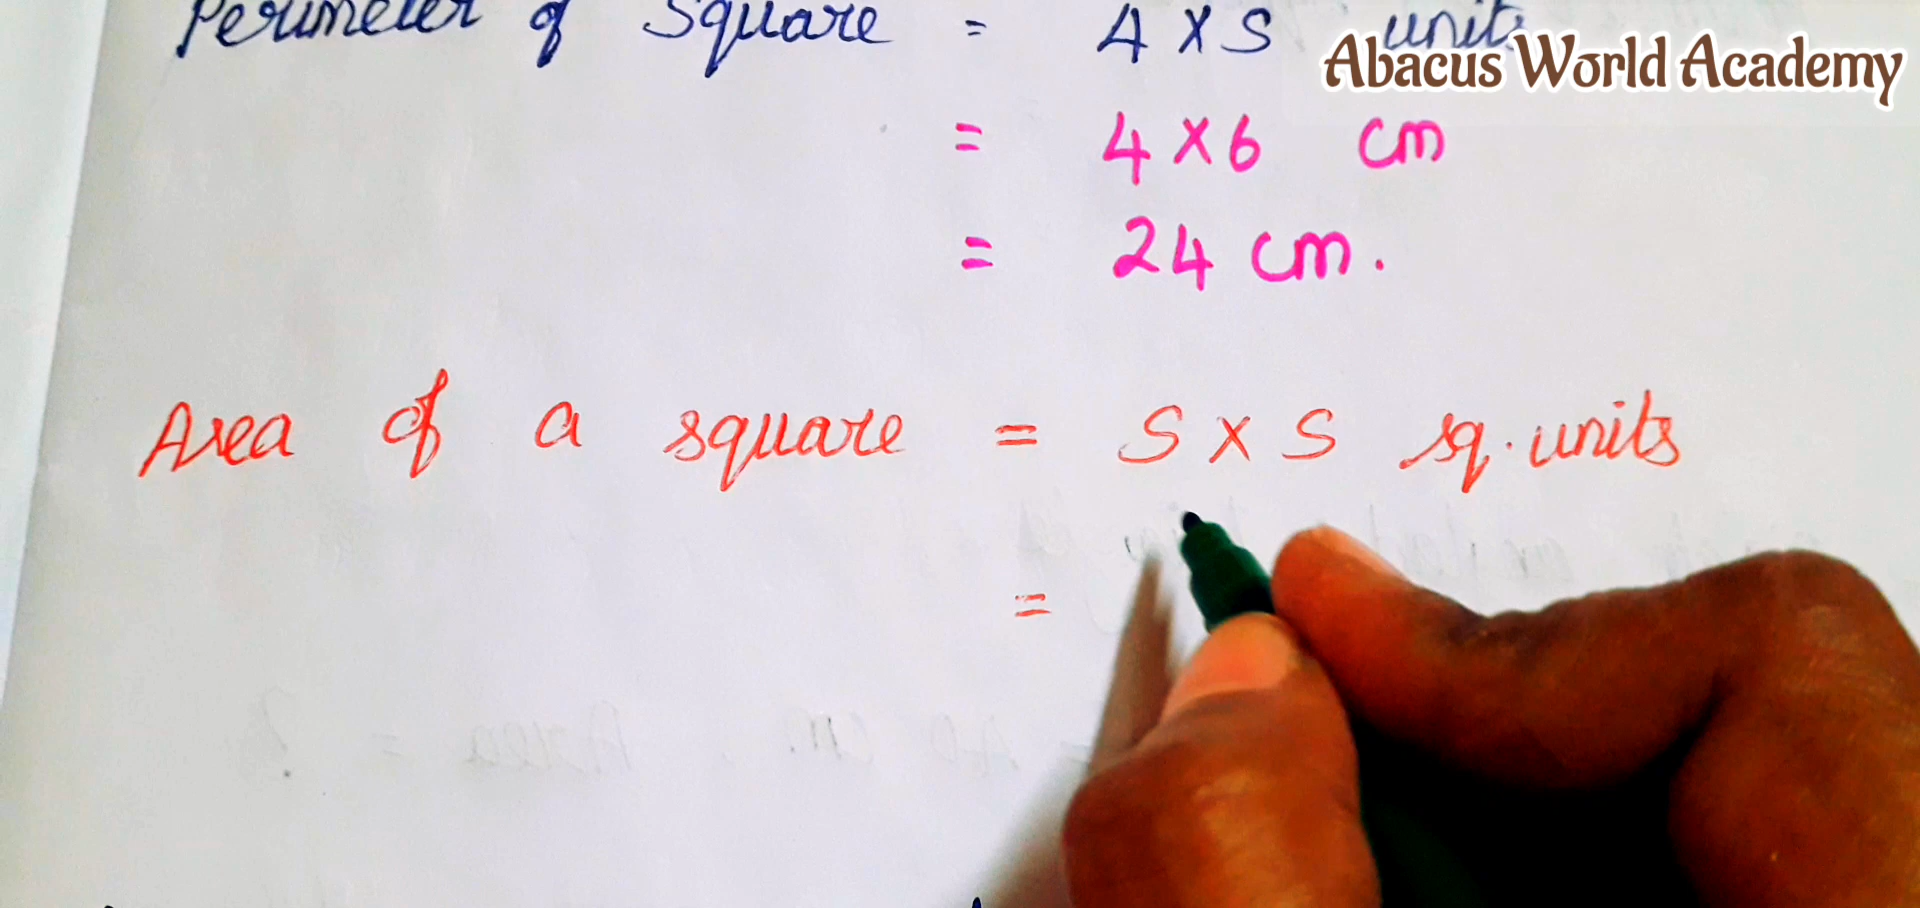 Perimeter of Square = 4 × S units
Abacus World Academy
= 4 × 6 cm
= 24 cm.
Area of a square = S × S sq. units
=